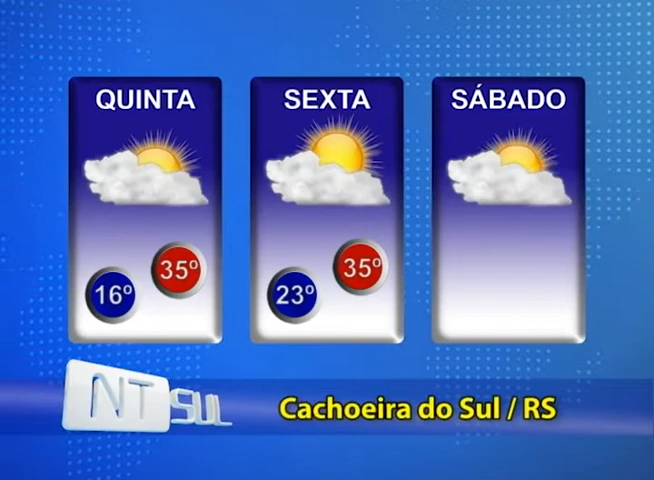 QUINTA
16º
35º
SEXTA
23º
35º
SÁBADO
NT SUL
Cachoeira do Sul / RS